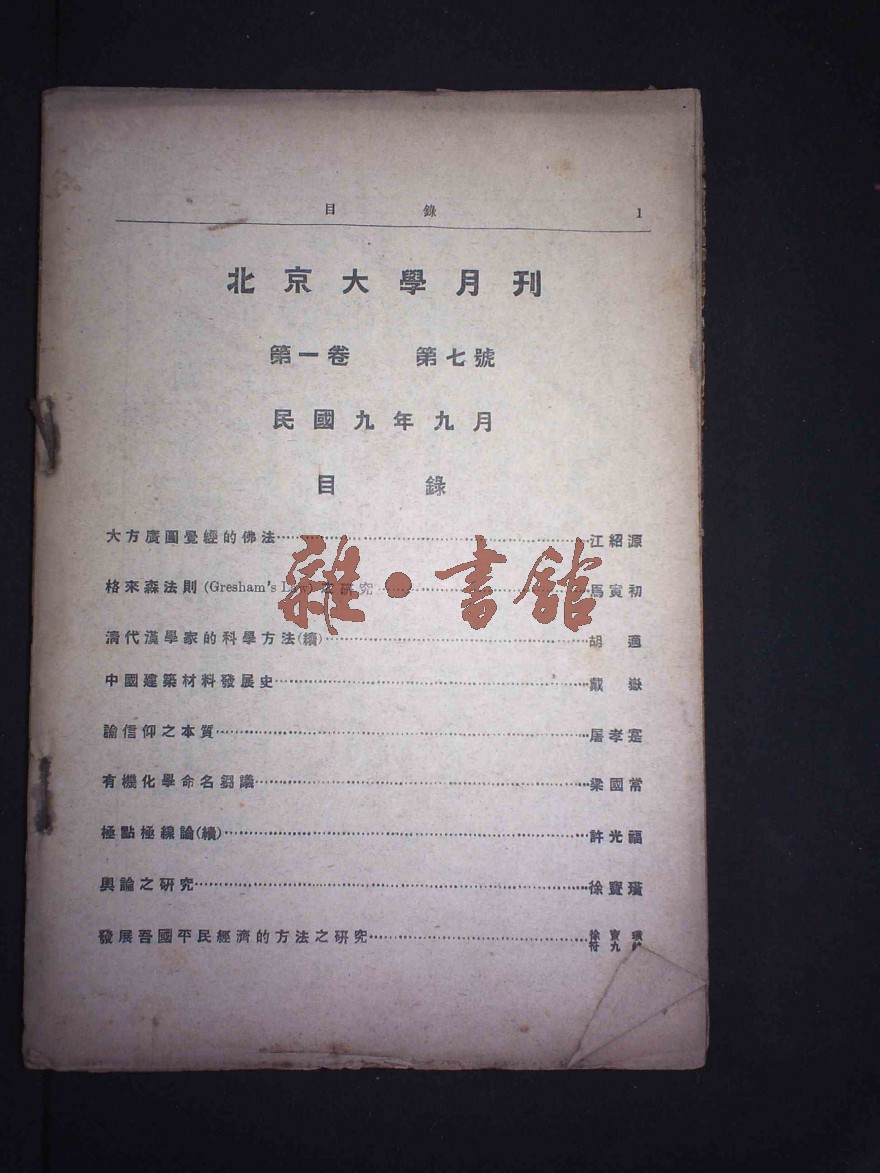 目錄 1
北京大學月刊
第一卷 第七號
民國九年九月
目錄
大方廣圓覺經的佛法 江紹源
格來森法則(Gresham's Law)之研究 馬寅初
清代漢學家的科學方法(續) 胡適
中國建築材料發展史 戴嶽
論信仰之本質 屠孝寔
有機化學命名芻議 梁國常
極點極線論(續) 許光福
輿論之研究 徐寶璜
發展吾國平民經濟的方法之研究 徐寶璜
符九
雜·書館